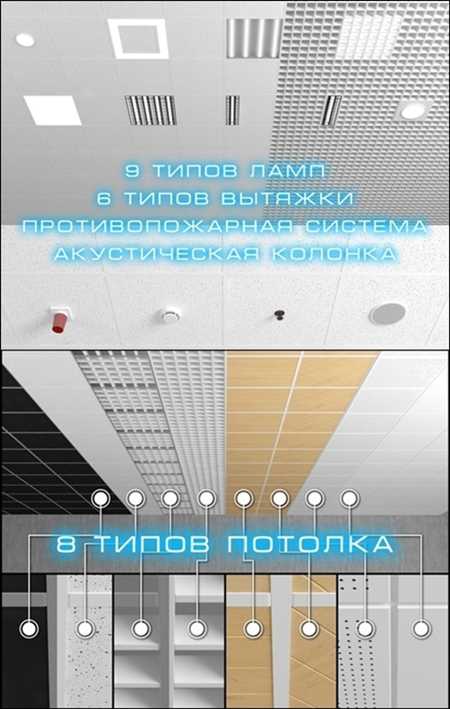 9 ТИПОВ ЛАМП
6 ТИПОВ ВЫТЯЖКИ
ПРОТИВОПОЖАРНАЯ СИСТЕМА
АКУСТИЧЕСКАЯ КОЛОНКА
8 ТИПОВ ПОТОЛКА